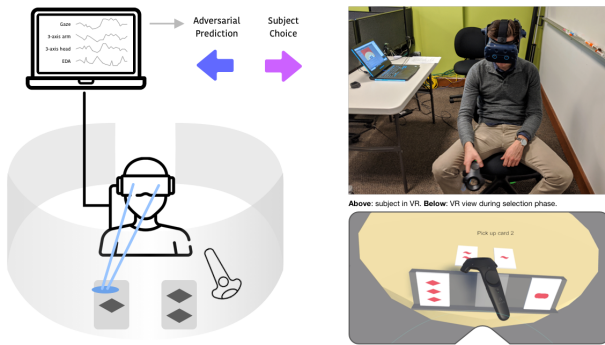 Gaze
3-axis arm
3-axis head
EDA
Adversarial
Prediction
Subject
Choice
Above: subject in VR. Below: VR view during selection phase.
Pick up card 2